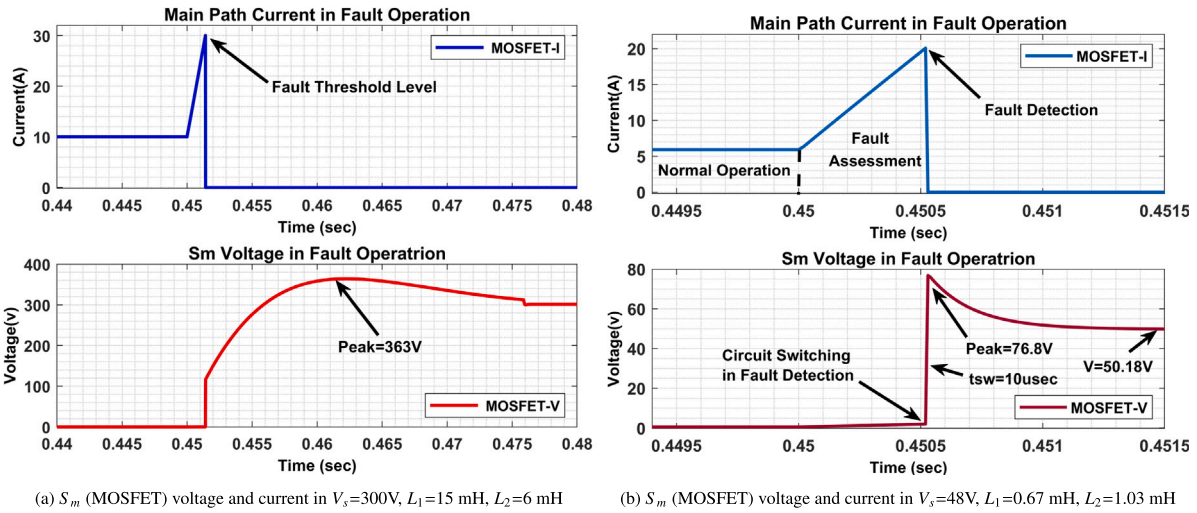 Main Path Current in Fault Operation
30
20
10
0
Current(A)
MOSFET-I
Fault Threshold Level
0.44 0.445 0.45 0.455 0.46 0.465 0.47 0.475 0.48
Time (sec)
Sm Voltage in Fault Operatrion
400
300
200
100
0
Voltage(v)
Peak=363V
MOSFET-V
0.44 0.445 0.45 0.455 0.46 0.465 0.47 0.475 0.48
Time (sec)
(a) Sm (MOSFET) voltage and current in Vs=300V, L1=15 mH, L2=6 mH
Main Path Current in Fault Operation
20
15
10
5
0
Current(A)
MOSFET-I
Fault Detection
Fault
Assessment
Normal Operation
0.4495 0.45 0.4505 0.451 0.4515
Time (sec)
Sm Voltage in Fault Operatrion
80
60
40
20
0
Voltage(v)
Peak=76.8V
V=50.18V
Circuit Switching
in Fault Detection
tsw=10usec
MOSFET-V
0.4495 0.45 0.4505 0.451 0.4515
Time (sec)
(b) Sm (MOSFET) voltage and current in Vs=48V, L1=0.67 mH, L2=1.03 mH